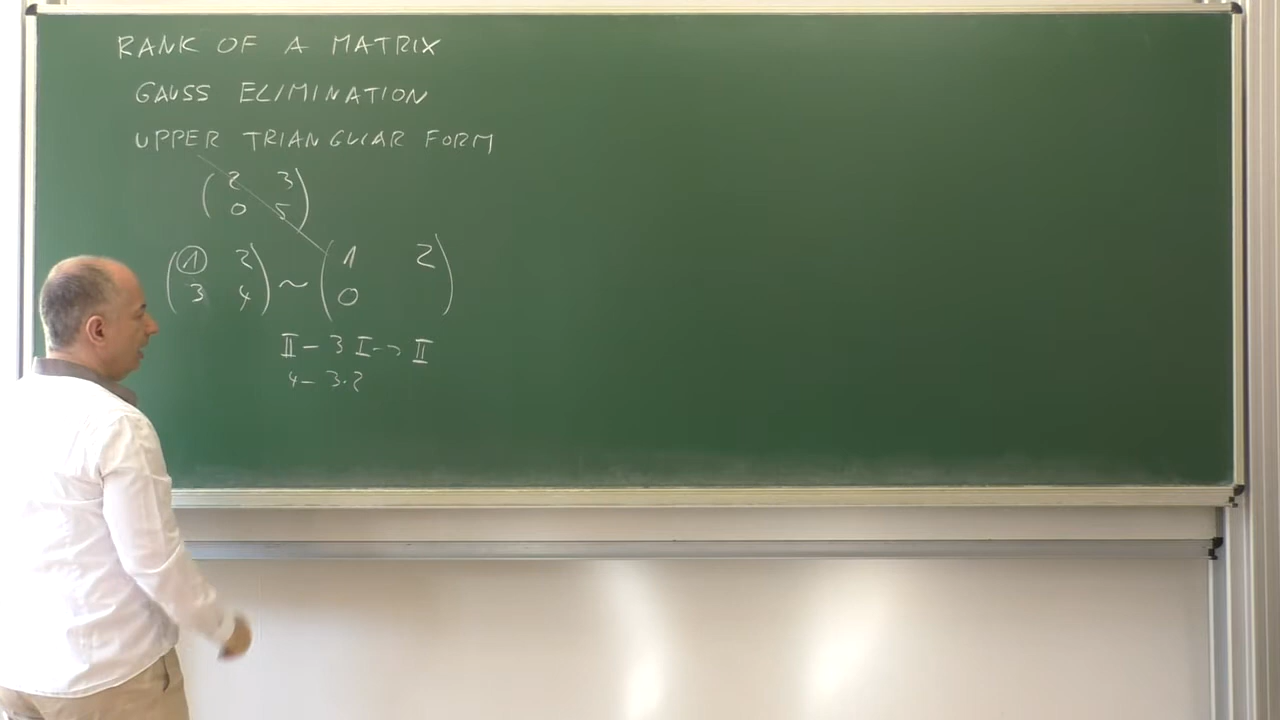 RANK OF A MATRIX
GAUSS ELIMINATION
UPPER TRIANGULAR FORM
( 2 3 )
( 0 5 )
( 1 2 ) ~ ( 1 2 )
( 3 4 ) ( 0 )
II - 3 I -> II
4 - 3·2